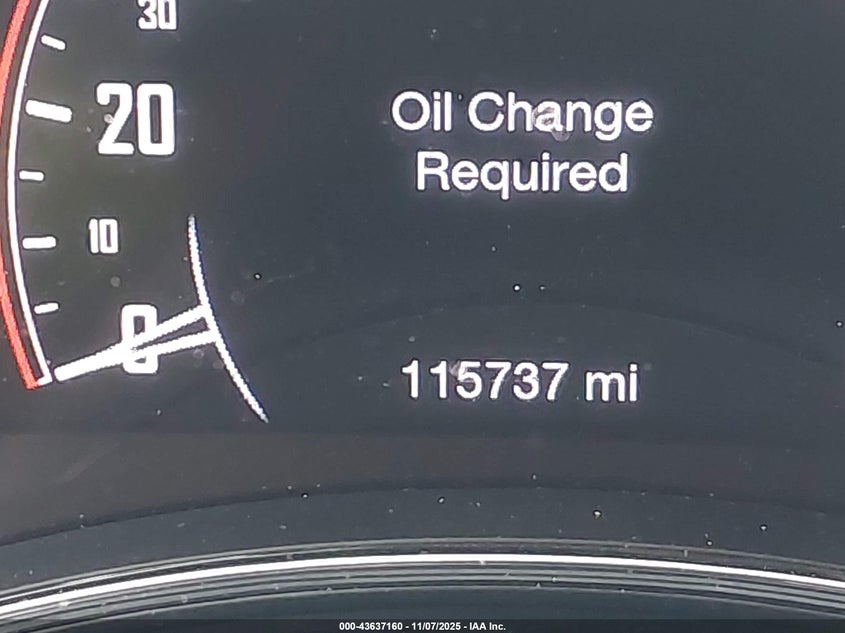 30
20
10
0
Oil Change
Required
115737 mi
000-43637160 - 11/07/2025 - IAA Inc.